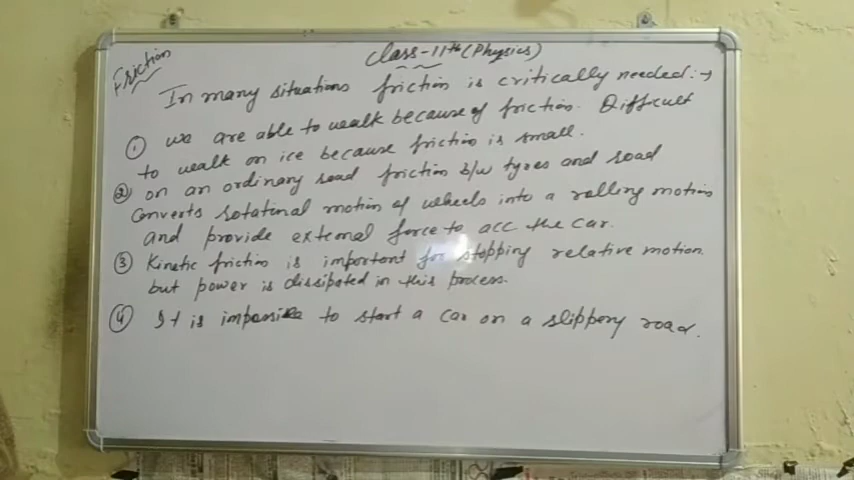 Friction
Class-11th (Physics)
In many situations friction is critically needed:→
① we are able to walk because of friction. Difficult
to walk on ice because friction is small.
② on an ordinary road friction b/w tyres and road
Converts rotatinal motion of wheels into a rolling motion
and provide external force to acc the car.
③ Kinetic friction is important for stopping relative motion.
but power is dissipated in this process.
④ It is to start a car on a slippery road.